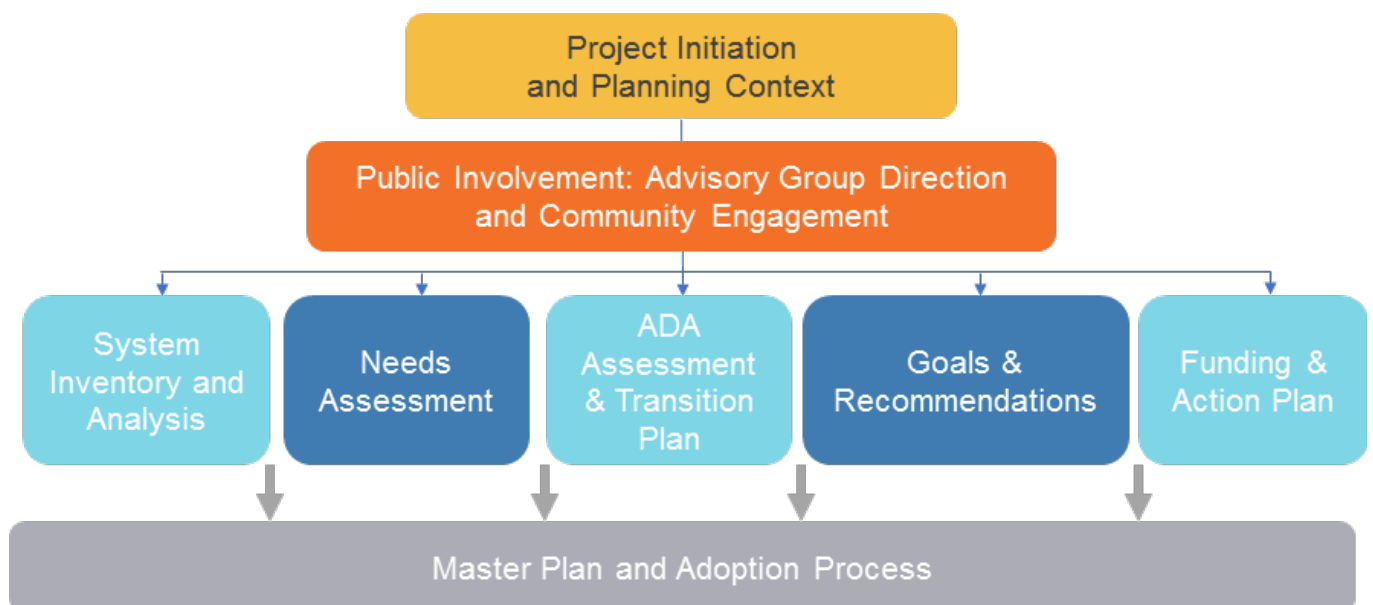 Project Initiation
and Planning Context
Public Involvement: Advisory Group Direction
and Community Engagement
System
Inventory and
Analysis
Needs
Assessment
ADA
Assessment
& Transition
Plan
Goals &
Recommendations
Funding &
Action Plan
Master Plan and Adoption Process